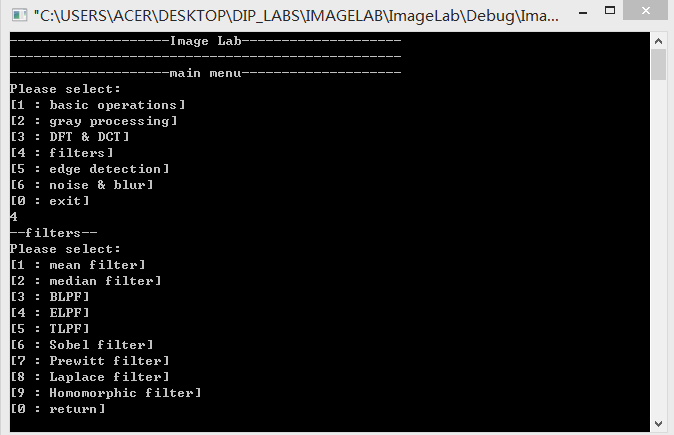 "C:\USERS\ACER\DESKTOP\DIP_LABS\IMAGELAB\ImageLab\Debug\Ima...
--------------------Image Lab--------------------
-------------------------------------------------
--------------------main menu--------------------
Please select:
[1 : basic operations]
[2 : gray processing]
[3 : DFT & DCT]
[4 : filters]
[5 : edge detection]
[6 : noise & blur]
[0 : exit]
4
--filters--
Please select:
[1 : mean filter]
[2 : median filter]
[3 : BLPF]
[4 : ELPF]
[5 : TLPF]
[6 : Sobel filter]
[7 : Prewitt filter]
[8 : Laplace filter]
[9 : Homomorphic filter]
[0 : return]